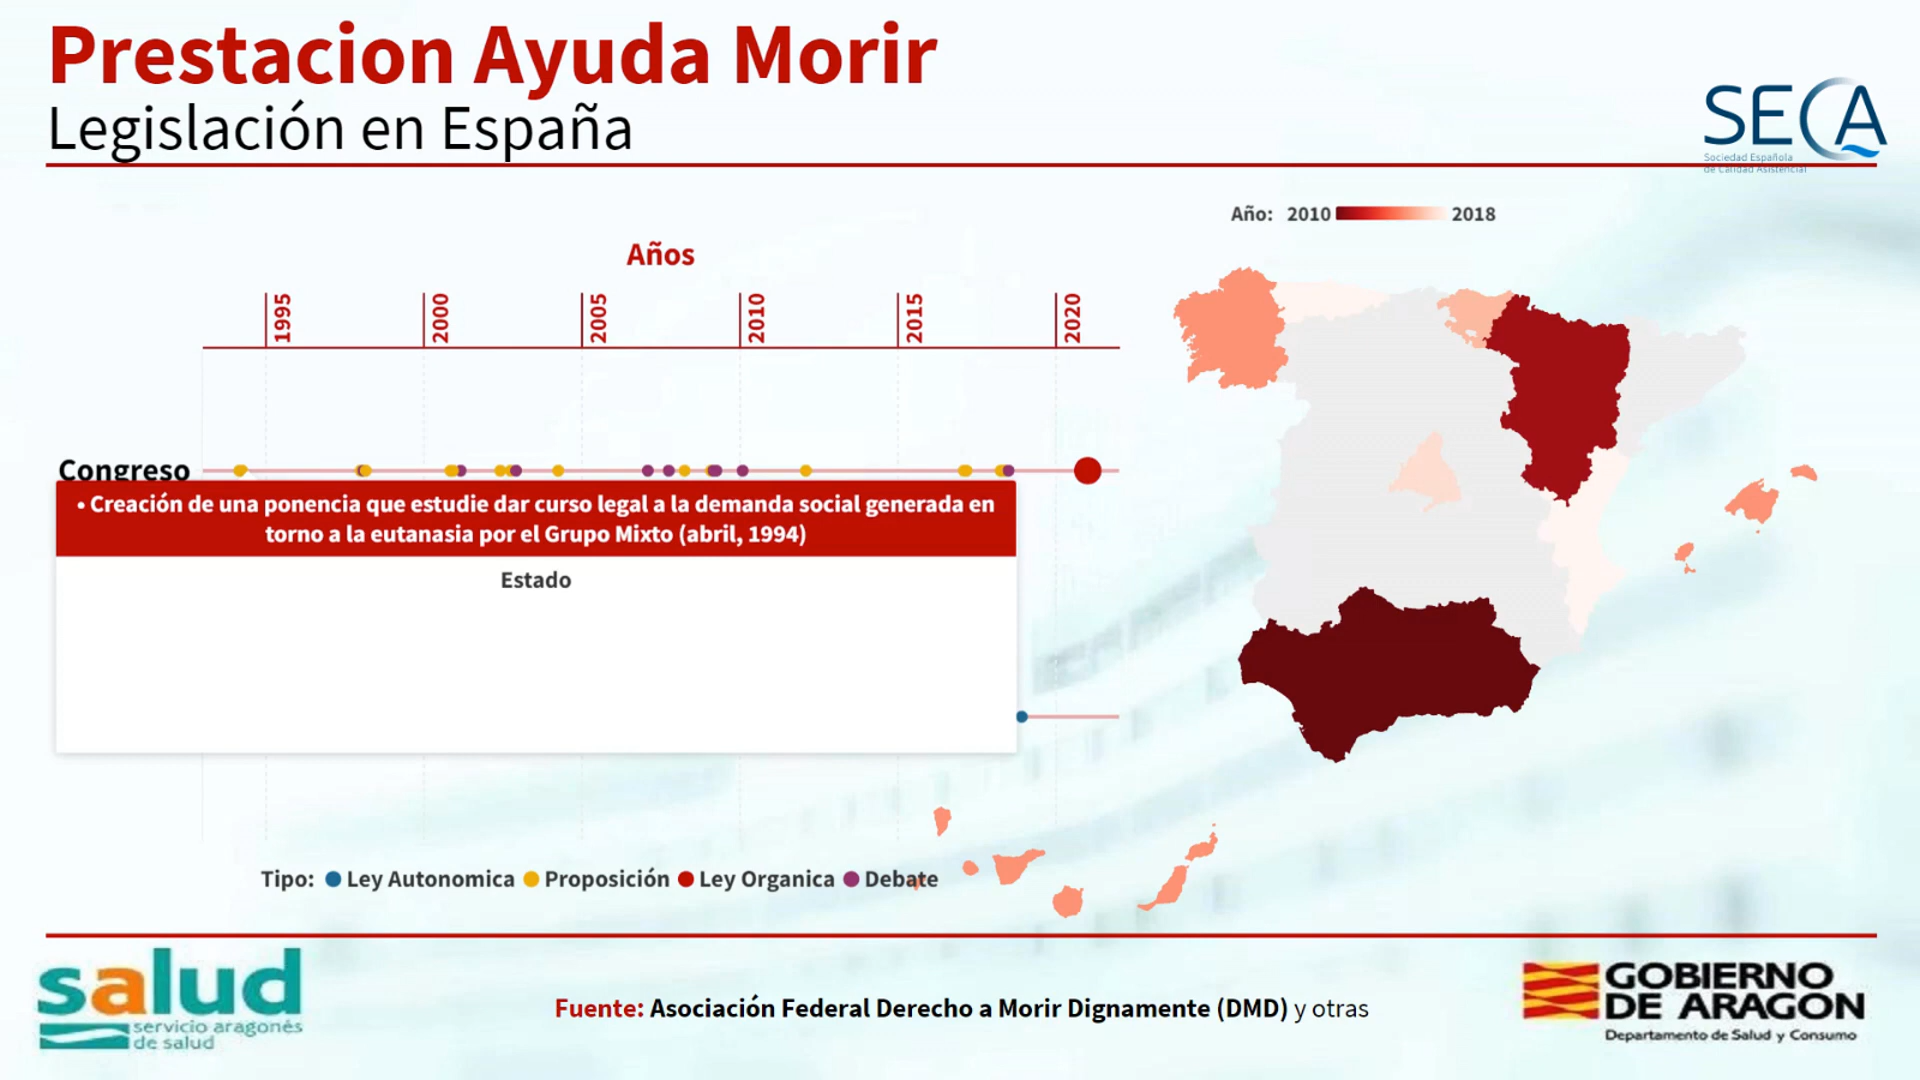 Prestacion Ayuda Morir
Legislación en España
SECA
Sociedad Española
de Calidad Asistencial
Año: 2010 2018
Años
1995 2000 2005 2010 2015 2020
Congreso
• Creación de una ponencia que estudie dar curso legal a la demanda social generada en
torno a la eutanasia por el Grupo Mixto (abril, 1994)
Estado
Tipo: Ley Autonomica Proposición Ley Organica Debate
salud
servicio aragonés
de salud
Fuente: Asociación Federal Derecho a Morir Dignamente (DMD) y otras
GOBIERNO
DE ARAGON
Departamento de Salud y Consumo